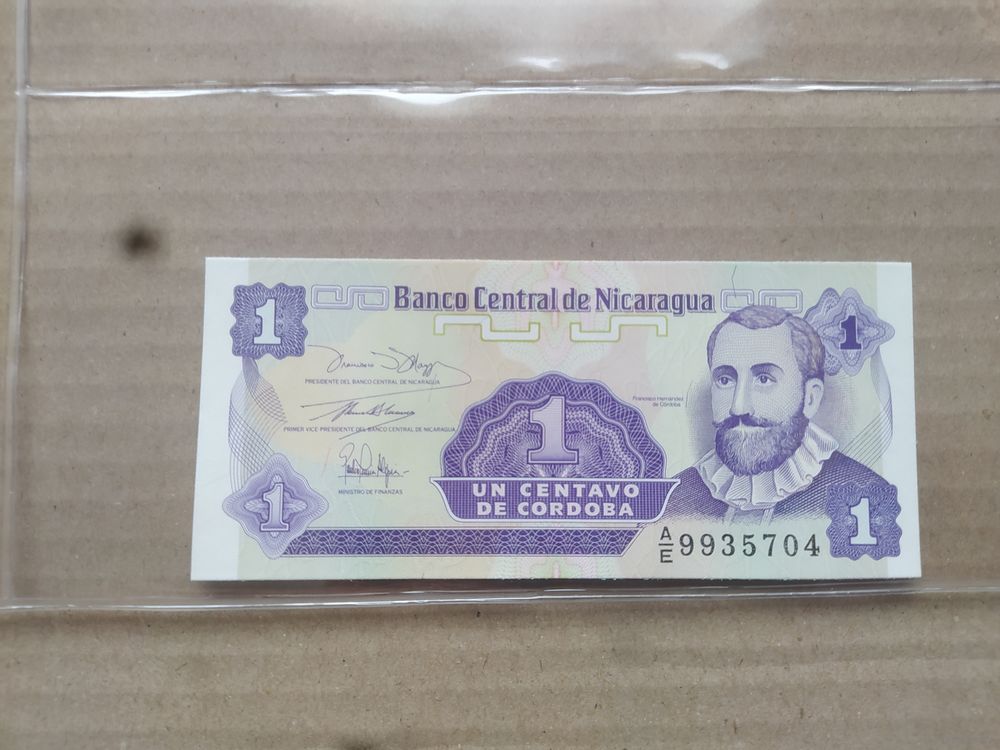 1
Banco Central de Nicaragua
1
PRESIDENTE DEL BANCO CENTRAL DE NICARAGUA
PRIMER VICE-PRESIDENTE DEL BANCO CENTRAL DE NICARAGUA
MINISTRO DE FINANZAS
Francisco Hernández
de Córdoba
1
UN CENTAVO
DE CORDOBA
1
A/E 9935704
1